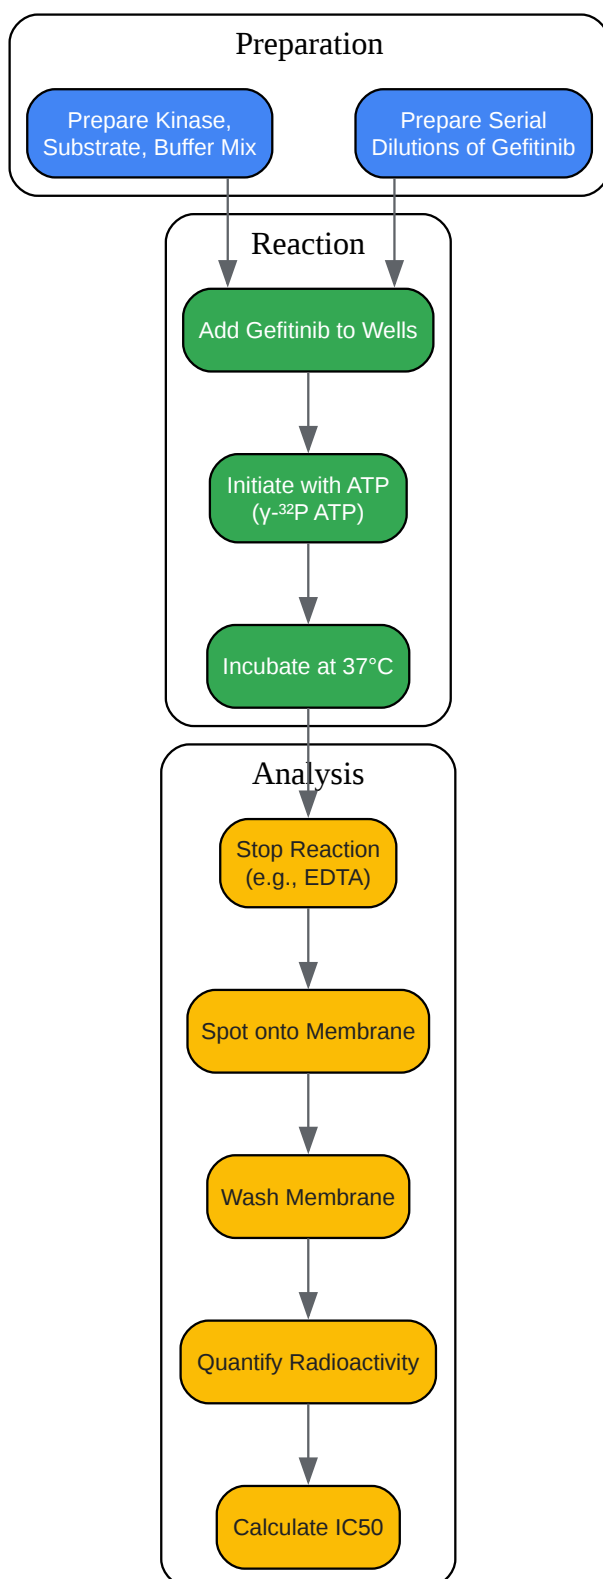 Preparation
Prepare Kinase,
Substrate, Buffer Mix
Prepare Serial
Dilutions of Gefitinib
Reaction
Add Gefitinib to Wells
Initiate with ATP
(γ-³²P ATP)
Incubate at 37°C
Analysis
Stop Reaction
(e.g., EDTA)
Spot onto Membrane
Wash Membrane
Quantify Radioactivity
Calculate IC50